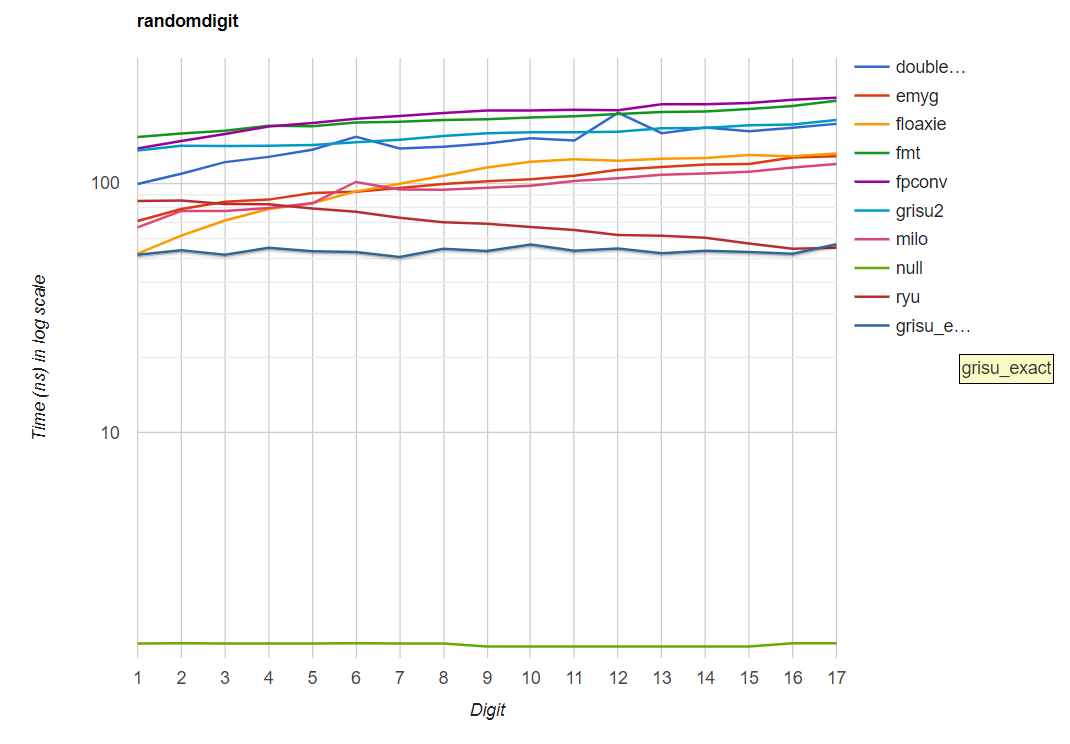 randomdigit
double…
emyg
floaxie
fmt
fpconv
grisu2
milo
null
ryu
grisu_e…
grisu_exact
Time (ns) in log scale
100
10
1 2 3 4 5 6 7 8 9 10 11 12 13 14 15 16 17
Digit